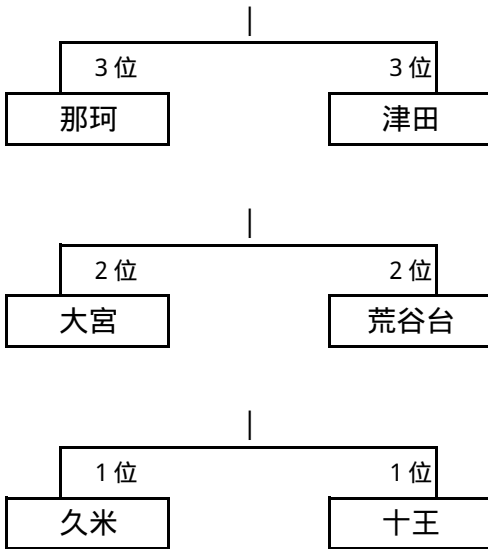 3位 3位
那珂 津田
2位 2位
大宮 荒谷台
1位 1位
久米 十王